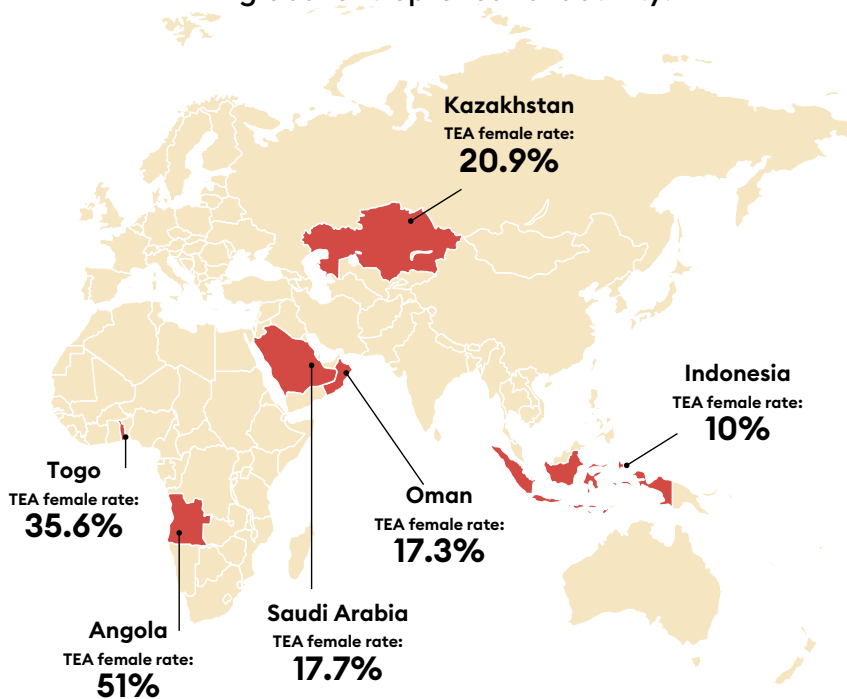 Kazakhstan
TEA female rate:
20.9%
Indonesia
TEA female rate:
10%
Togo
TEA female rate:
35.6%
Oman
TEA female rate:
17.3%
Saudi Arabia
TEA female rate:
17.7%
Angola
TEA female rate:
51%